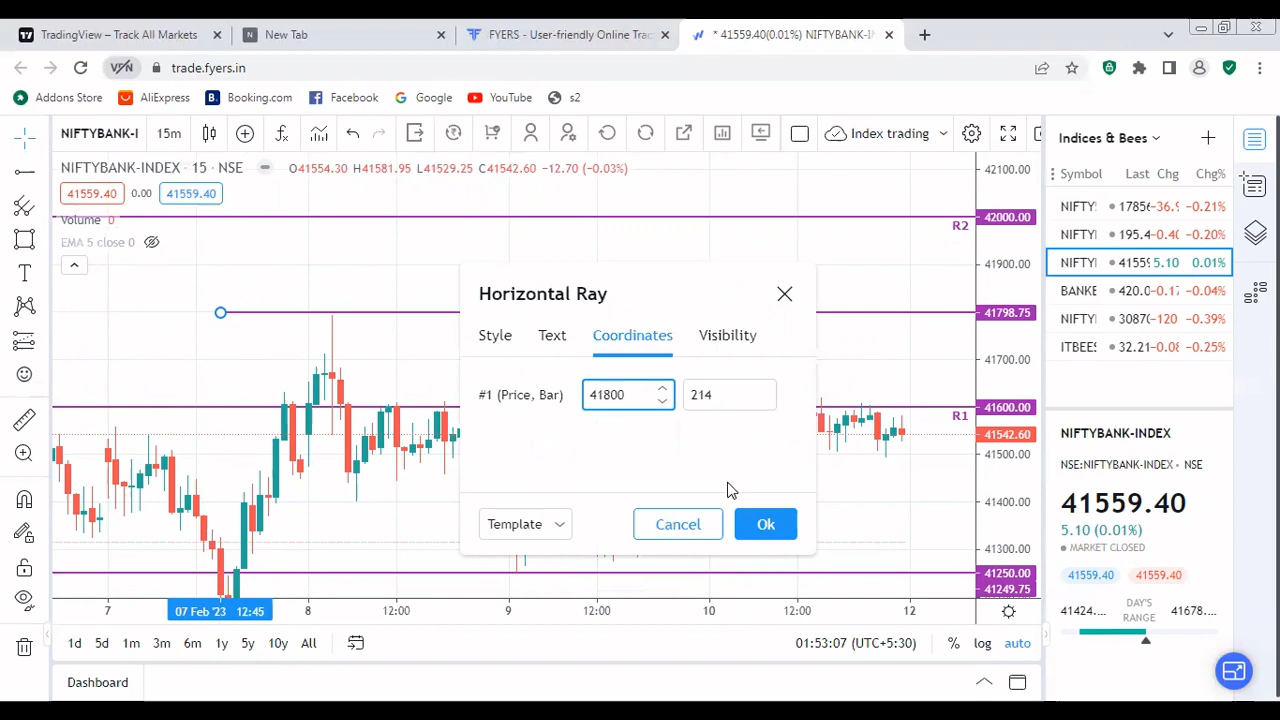 TradingView – Track All Markets
New Tab
FYERS - User-friendly Online Trad
* 41559.40(0.01%) NIFTYBANK-IN
trade.fyers.in
Addons Store
AliExpress
Booking.com
Facebook
Google
YouTube
s2
NIFTYBANK-I
15m
Index trading
Indices & Bees
NIFTYBANK-INDEX · 15 · NSE
O41554.30 H41581.95 L41529.25 C41542.60 −12.70 (−0.03%)
41559.40 0.00 41559.40
Volume 0
EMA 5 close 0
R2
R1
42100.00
42000.00
41900.00
41798.75
41700.00
41600.00
41542.60
41500.00
41400.00
41300.00
41250.00
41249.75
Horizontal Ray
Style
Text
Coordinates
Visibility
#1 (Price, Bar)
41800
214
Template
Cancel
Ok
7
07 Feb '23 12:45
8
12:00
9
12:00
10
12:00
12
1d
5d
1m
3m
6m
1y
5y
10y
All
01:53:07 (UTC+5:30)
%
log
auto
Dashboard
Symbol Last Chg Chg%
−0.21%
195.4 −0.40 −0.20%
5.10 0.01%
BANKE 420.0 −0.17 −0.04%
−120 −0.39%
ITBEES 32.21 −0.08 −0.25%
NIFTYBANK-INDEX
NSE:NIFTYBANK-INDEX • NSE
41559.40
5.10 (0.01%)
MARKET CLOSED
41559.40
41559.40
41424.... DAY'S RANGE 41678....